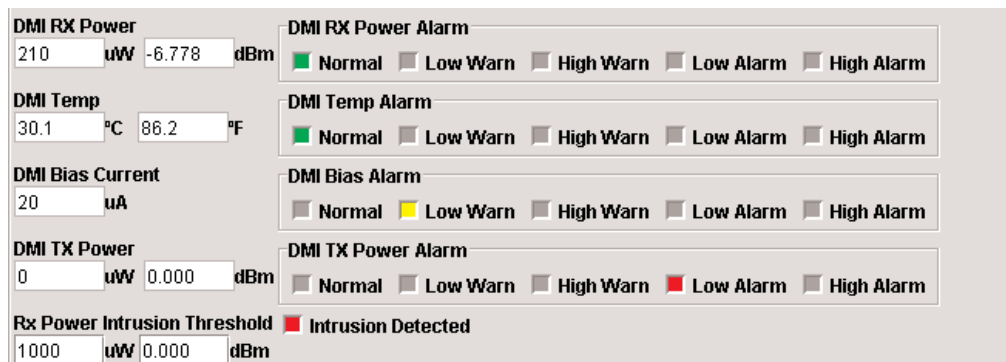 DMI RX Power DMI RX Power Alarm
210 uW -6.778 dBm Normal Low Warn High Warn Low Alarm High Alarm
DMI Temp DMI Temp Alarm
30.1 ºC 86.2 ºF Normal Low Warn High Warn Low Alarm High Alarm
DMI Bias Current DMI Bias Alarm
20 uA Normal Low Warn High Warn Low Alarm High Alarm
DMI TX Power DMI TX Power Alarm
0 uW 0.000 dBm Normal Low Warn High Warn Low Alarm High Alarm
Rx Power Intrusion Threshold Intrusion Detected
1000 uW 0.000 dBm